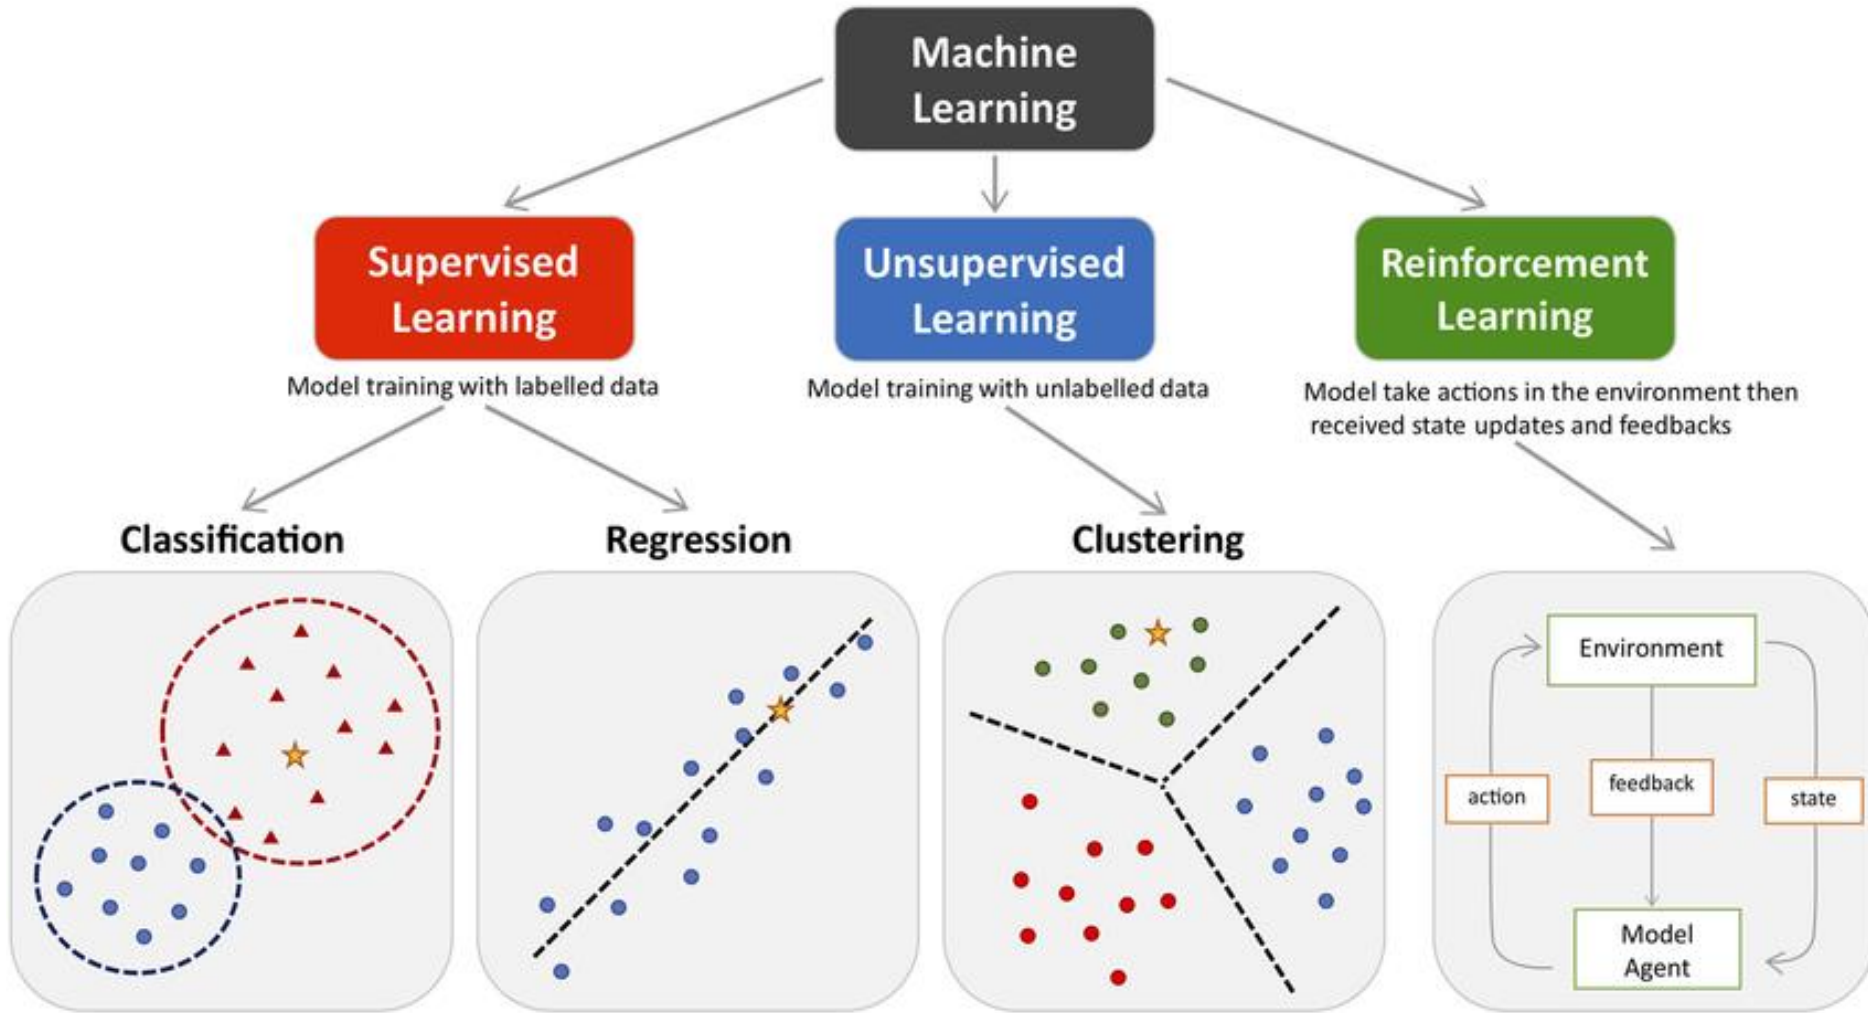 Machine
Learning
Supervised
Learning
Unsupervised
Learning
Reinforcement
Learning
Model training with labelled data
Model training with unlabelled data
Model take actions in the environment then
received state updates and feedbacks
Classification
Regression
Clustering
Environment
action
feedback
state
Model
Agent